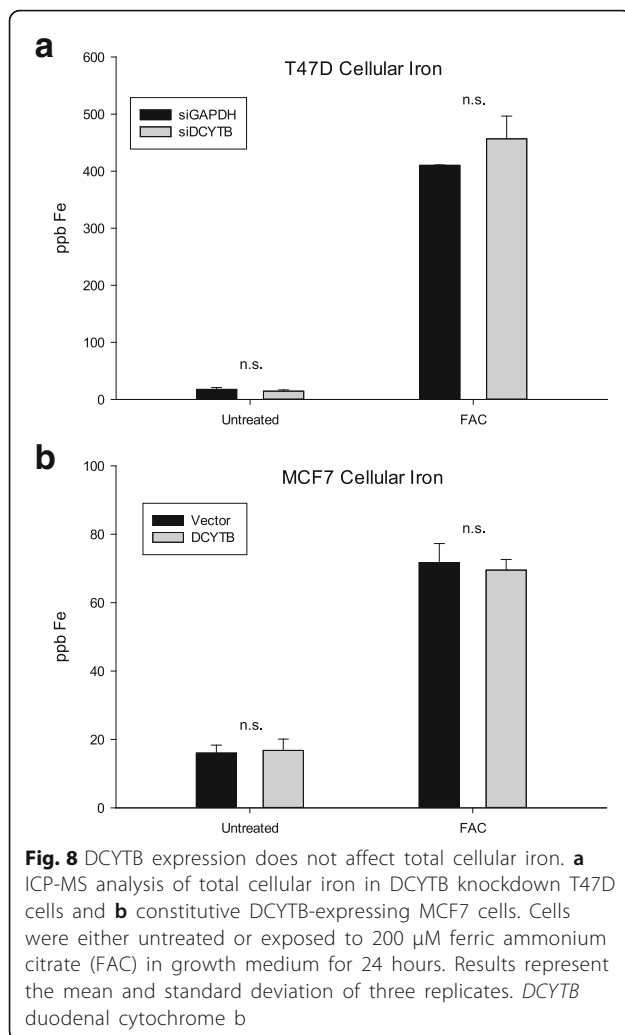 a
T47D Cellular Iron
600
500
400
300
200
100
0
ppb Fe
siGAPDH
siDCYTB
n.s.
n.s.
Untreated
FAC
b
MCF7 Cellular Iron
100
80
60
40
20
0
ppb Fe
Vector
DCYTB
n.s.
n.s.
Untreated
FAC
Fig. 8 DCYTB expression does not affect total cellular iron. a
ICP-MS analysis of total cellular iron in DCYTB knockdown T47D
cells and b constitutive DCYTB-expressing MCF7 cells. Cells
were either untreated or exposed to 200 μM ferric ammonium
citrate (FAC) in growth medium for 24 hours. Results represent
the mean and standard deviation of three replicates. DCYTB
duodenal cytochrome b